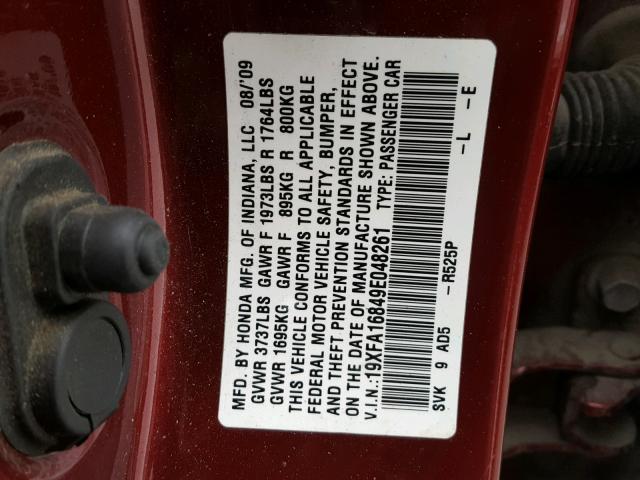 MFD. BY HONDA MFG. OF INDIANA, LLC 08/'09
GVWR 3737LBS GAWR F 1973LBS R 1764LBS
GVWR 1695KG GAWR F 895KG R 800KG
THIS VEHICLE CONFORMS TO ALL APPLICABLE
FEDERAL MOTOR VEHICLE SAFETY, BUMPER,
AND THEFT PREVENTION STANDARDS IN EFFECT
ON THE DATE OF MANUFACTURE SHOWN ABOVE.
V.I.N.:19XFA16849E048261 TYPE: PASSENGER CAR
SVK 9 AD5 -R525P -L -E